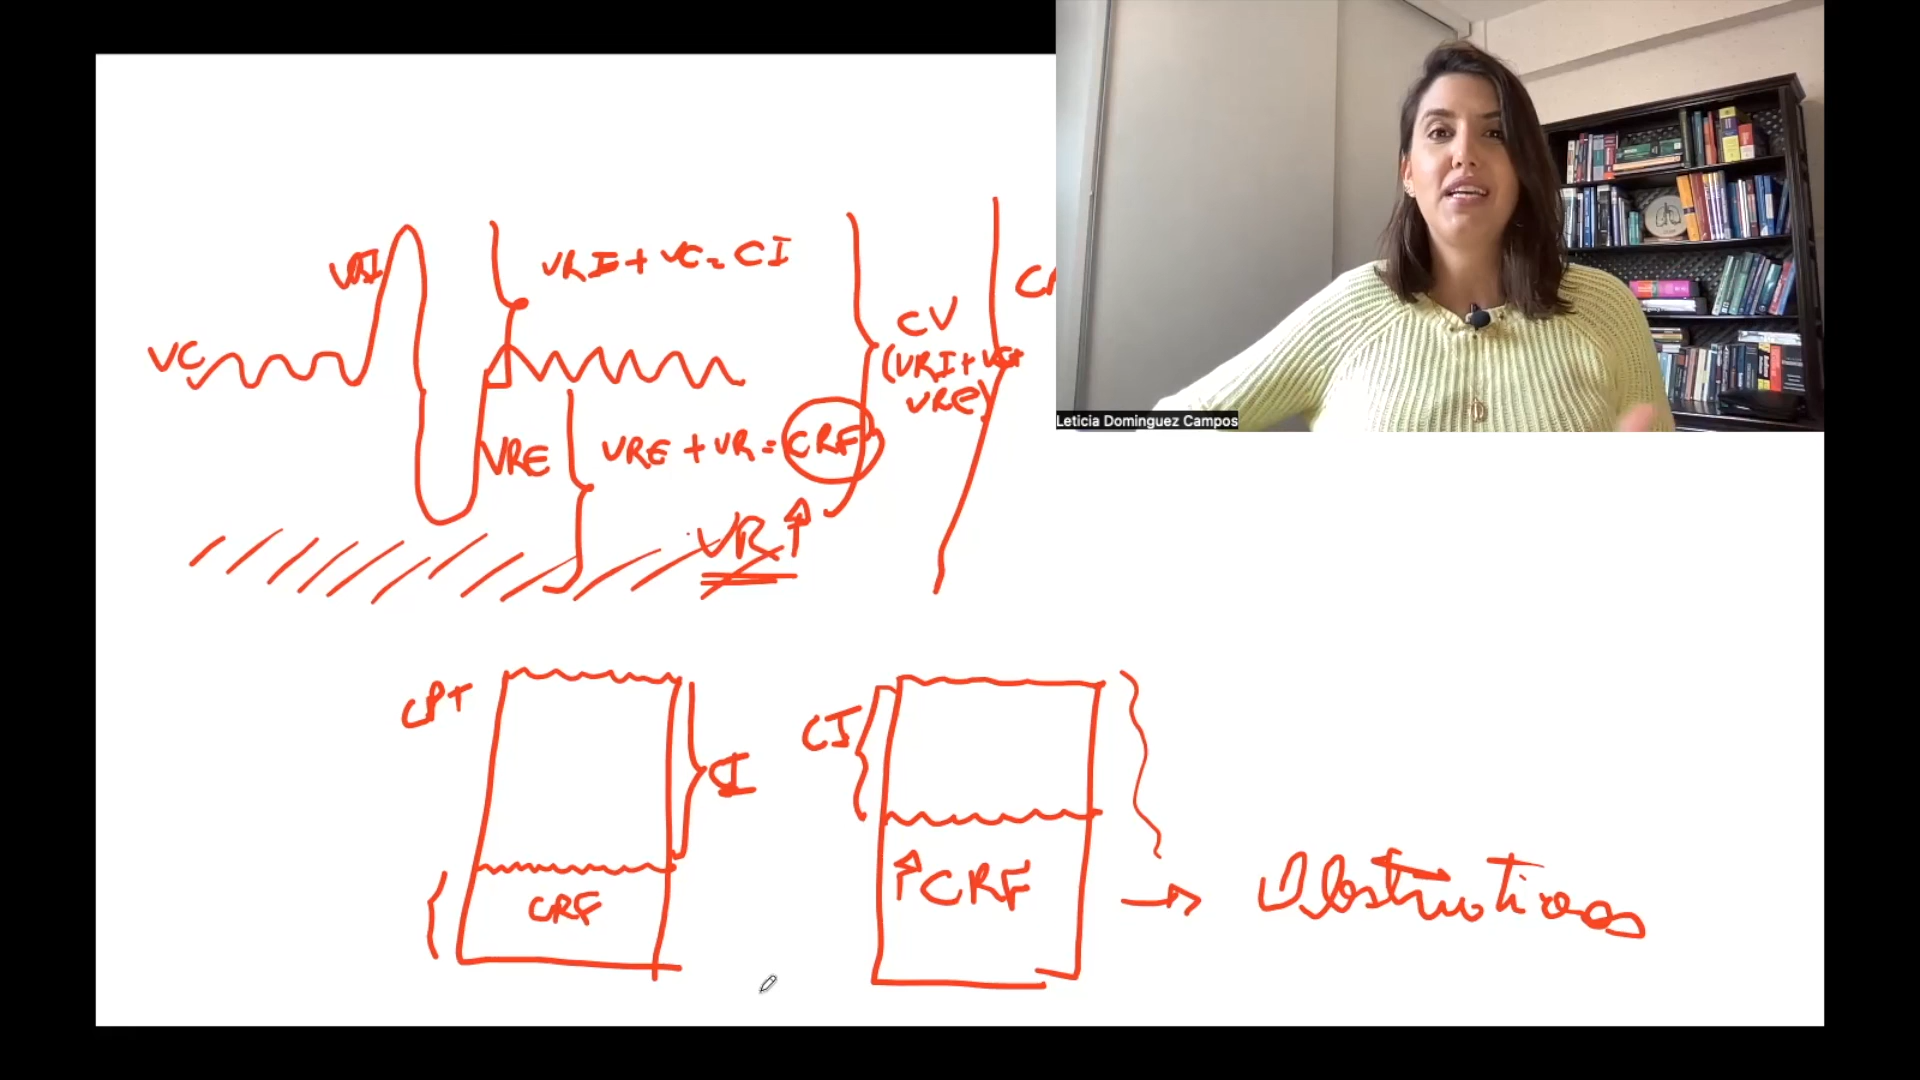 VRI
VRI + VC = CI
VC
CV
(VRI + VC +
VRE)
VRE
VRE + VR = CRF
VR↑
CPT
CI
CRF
CI
↑CRF
→ Obstrutivos
Leticia Dominguez Campos